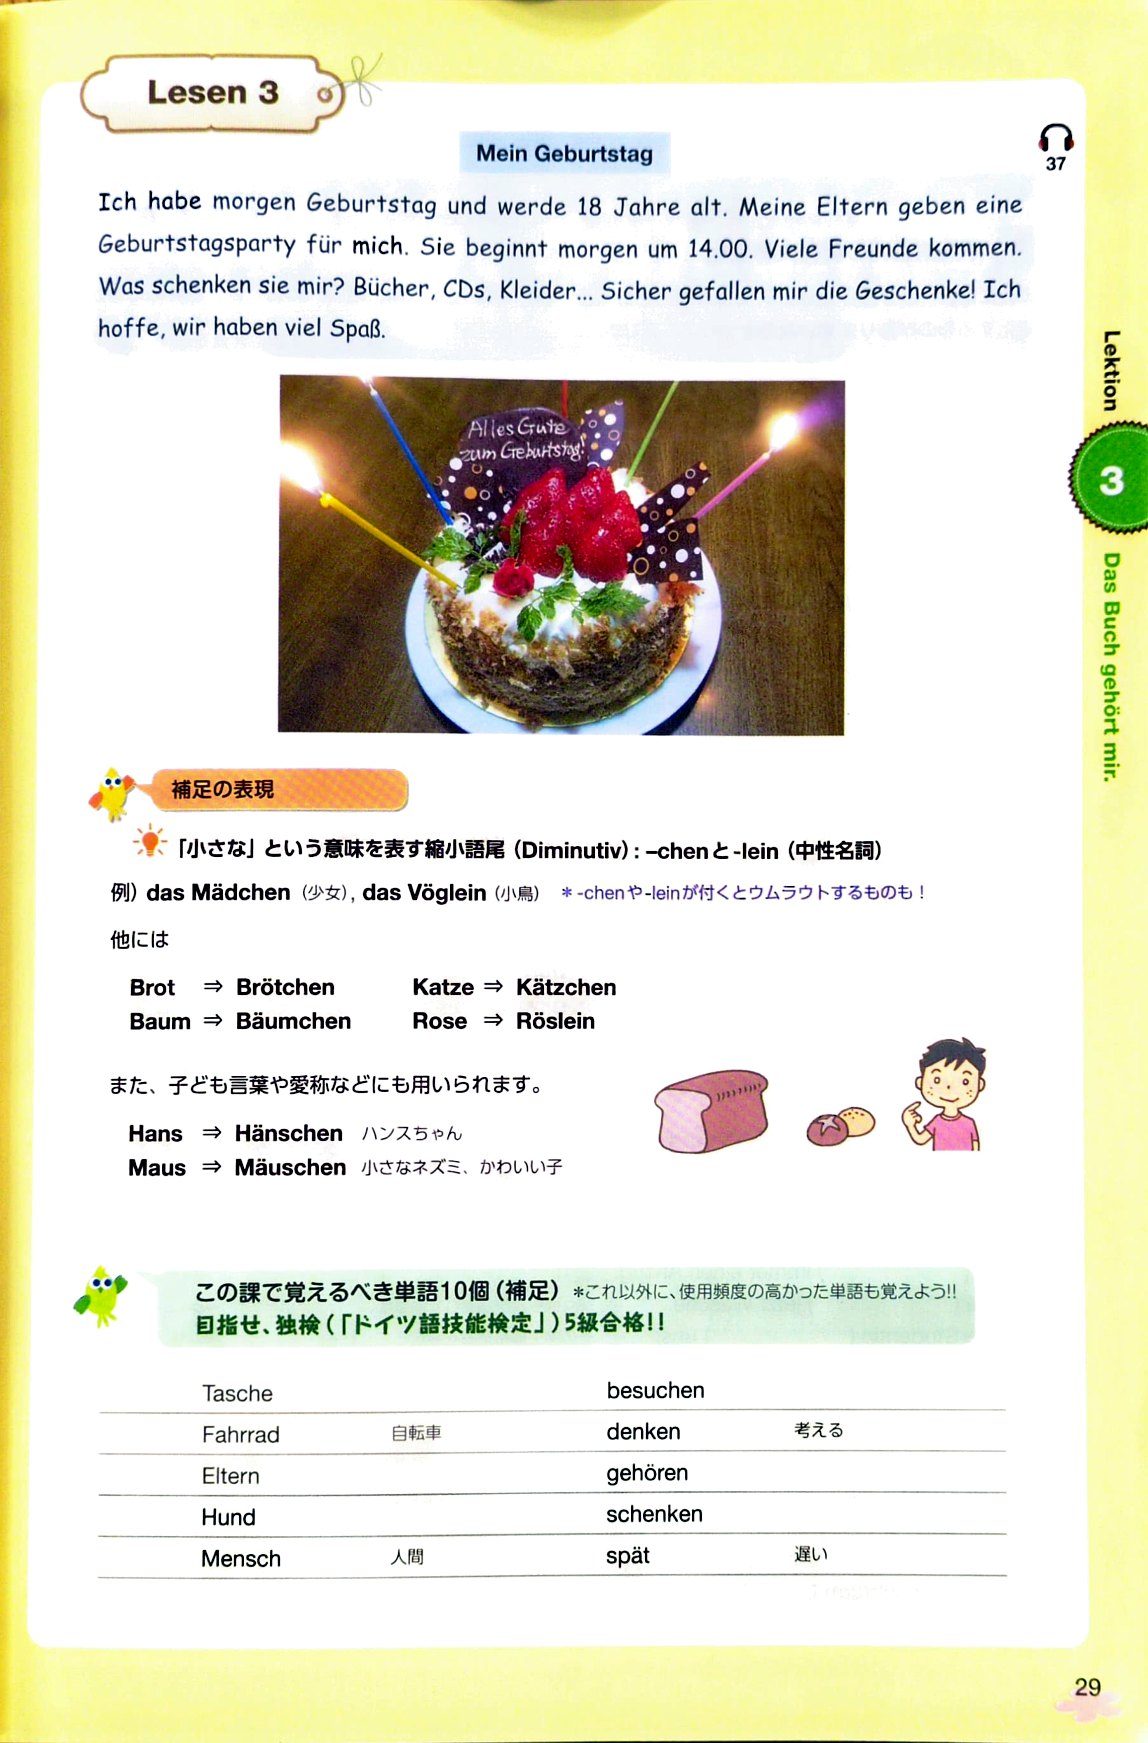 Lesen 3
37
Mein Geburtstag
Ich habe morgen Geburtstag und werde 18 Jahre alt. Meine Eltern geben eine
Geburtstagsparty für mich. Sie beginnt morgen um 14.00. Viele Freunde kommen.
Was schenken sie mir? Bücher, CDs, Kleider... Sicher gefallen mir die Geschenke! Ich
hoffe, wir haben viel Spaß.
Alles Gute
zum Geburtstag!
Lektion
3
Das Buch gehört mir.
補足の表現
「小さな」という意味を表す縮小語尾（Diminutiv）: –chenと-lein（中性名詞）
例）das Mädchen（少女）, das Vöglein（小鳥） ＊-chenや-leinが付くとウムラウトするものも！
他には
Brot ⇒ Brötchen Katze ⇒ Kätzchen
Baum ⇒ Bäumchen Rose ⇒ Röslein
また、子ども言葉や愛称などにも用いられます。
Hans ⇒ Hänschen ハンスちゃん
Maus ⇒ Mäuschen 小さなネズミ、かわいい子
この課で覚えるべき単語10個（補足）＊これ以外に、使用頻度の高かった単語も覚えよう!!
目指せ、独検（「ドイツ語技能検定」）5級合格!!
Tasche besuchen
Fahrrad 自転車 denken 考える
Eltern gehören
Hund schenken
Mensch 人間 spät 遅い
29